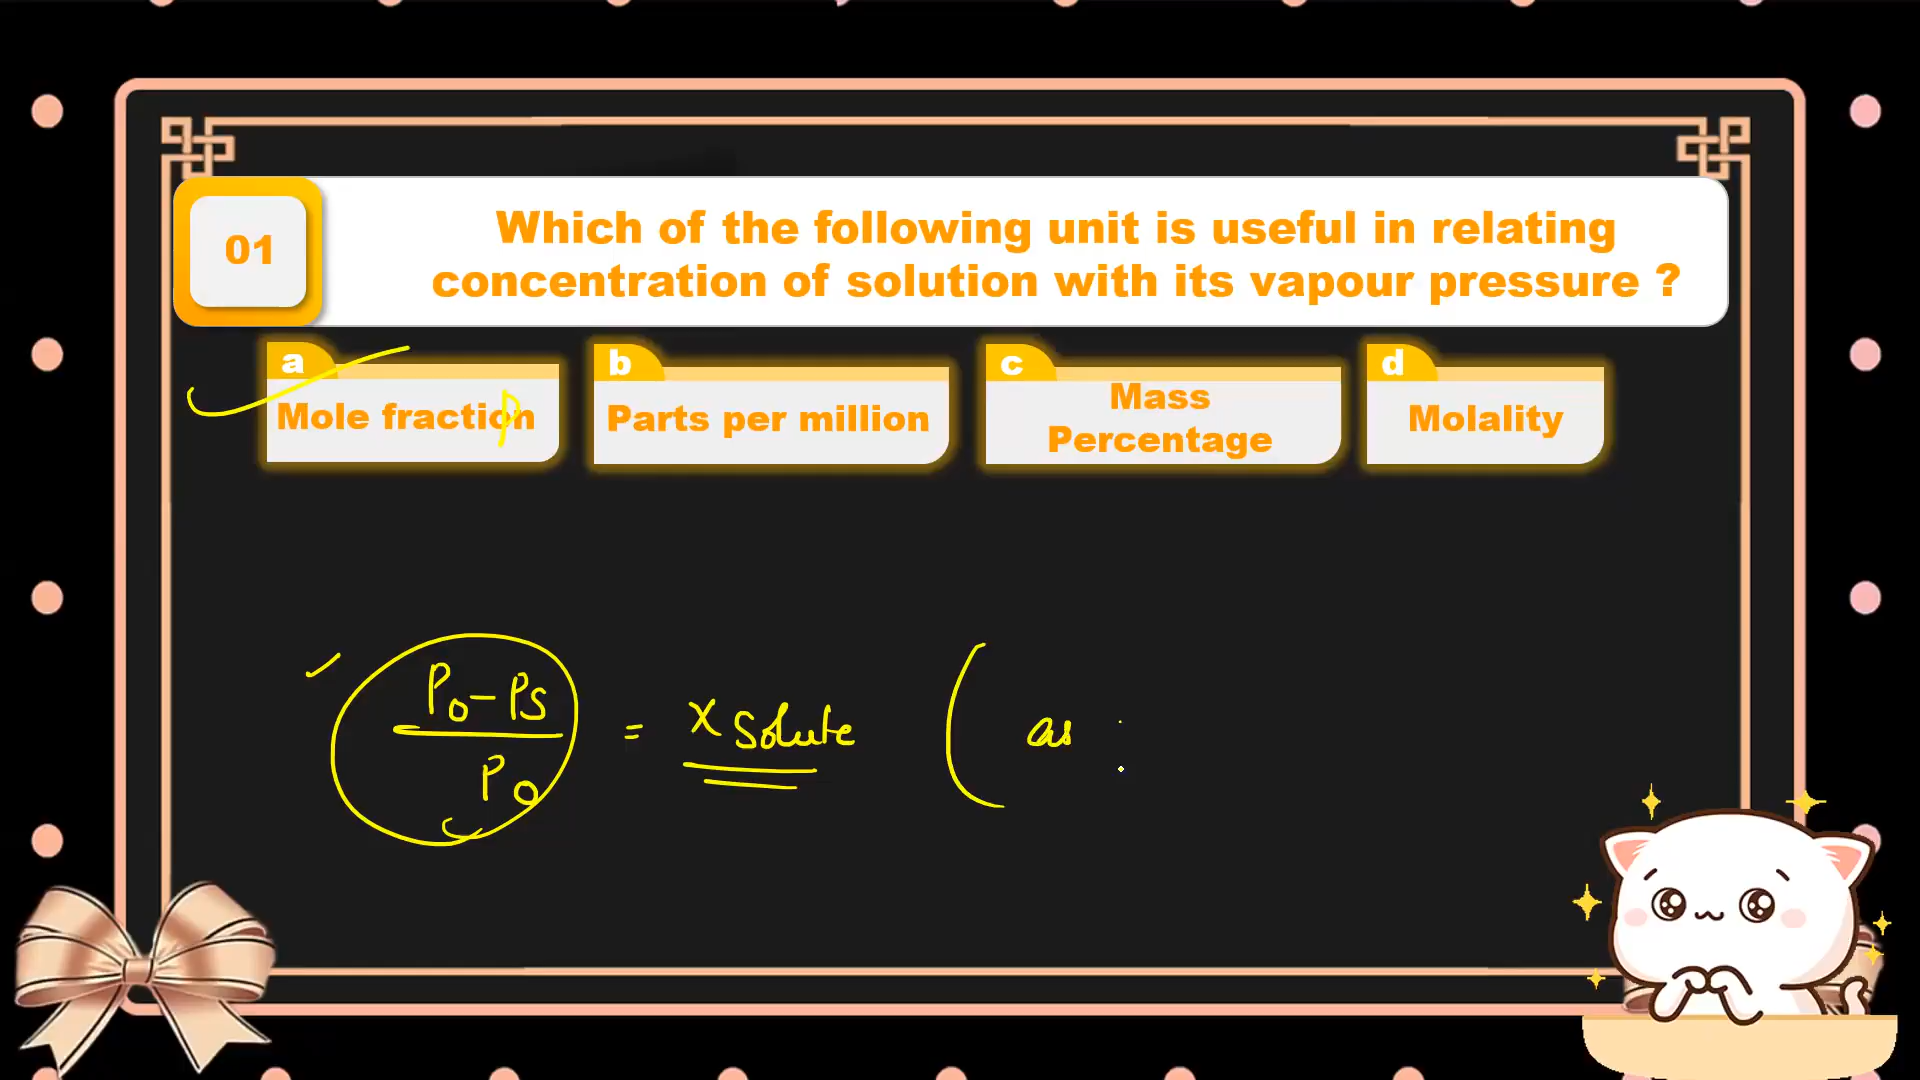 01
Which of the following unit is useful in relating
concentration of solution with its vapour pressure ?
a
Mole fraction
b
Parts per million
c
Mass
Percentage
d
Molality
P₀ - Ps
P₀
= x solute ( as :